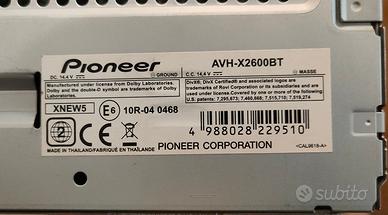 Pioneer
AVH-X2600BT
DC. 14,4 V
GROUND
C.C. 14,4 V
MASSE
Manufactured under license from Dolby Laboratories.
Dolby and the double-D symbol are trademarks of Dolby
Laboratories.
DivX®, DivX Certified® and associated logos are
trademarks of Rovi Corporation or its subsidiaries
and are used under license. Covered by one or more of the following
U.S. patents:
7,295,673; 7,460,668; 7,515,710; 7,519,274
XNEW5
E6
10R-04 0468
2
4 988028 229510
MADE IN THAILAND/FABRIQUÉ EN THAÏLANDE
PIONEER CORPORATION
<CAL9618-A>
subito